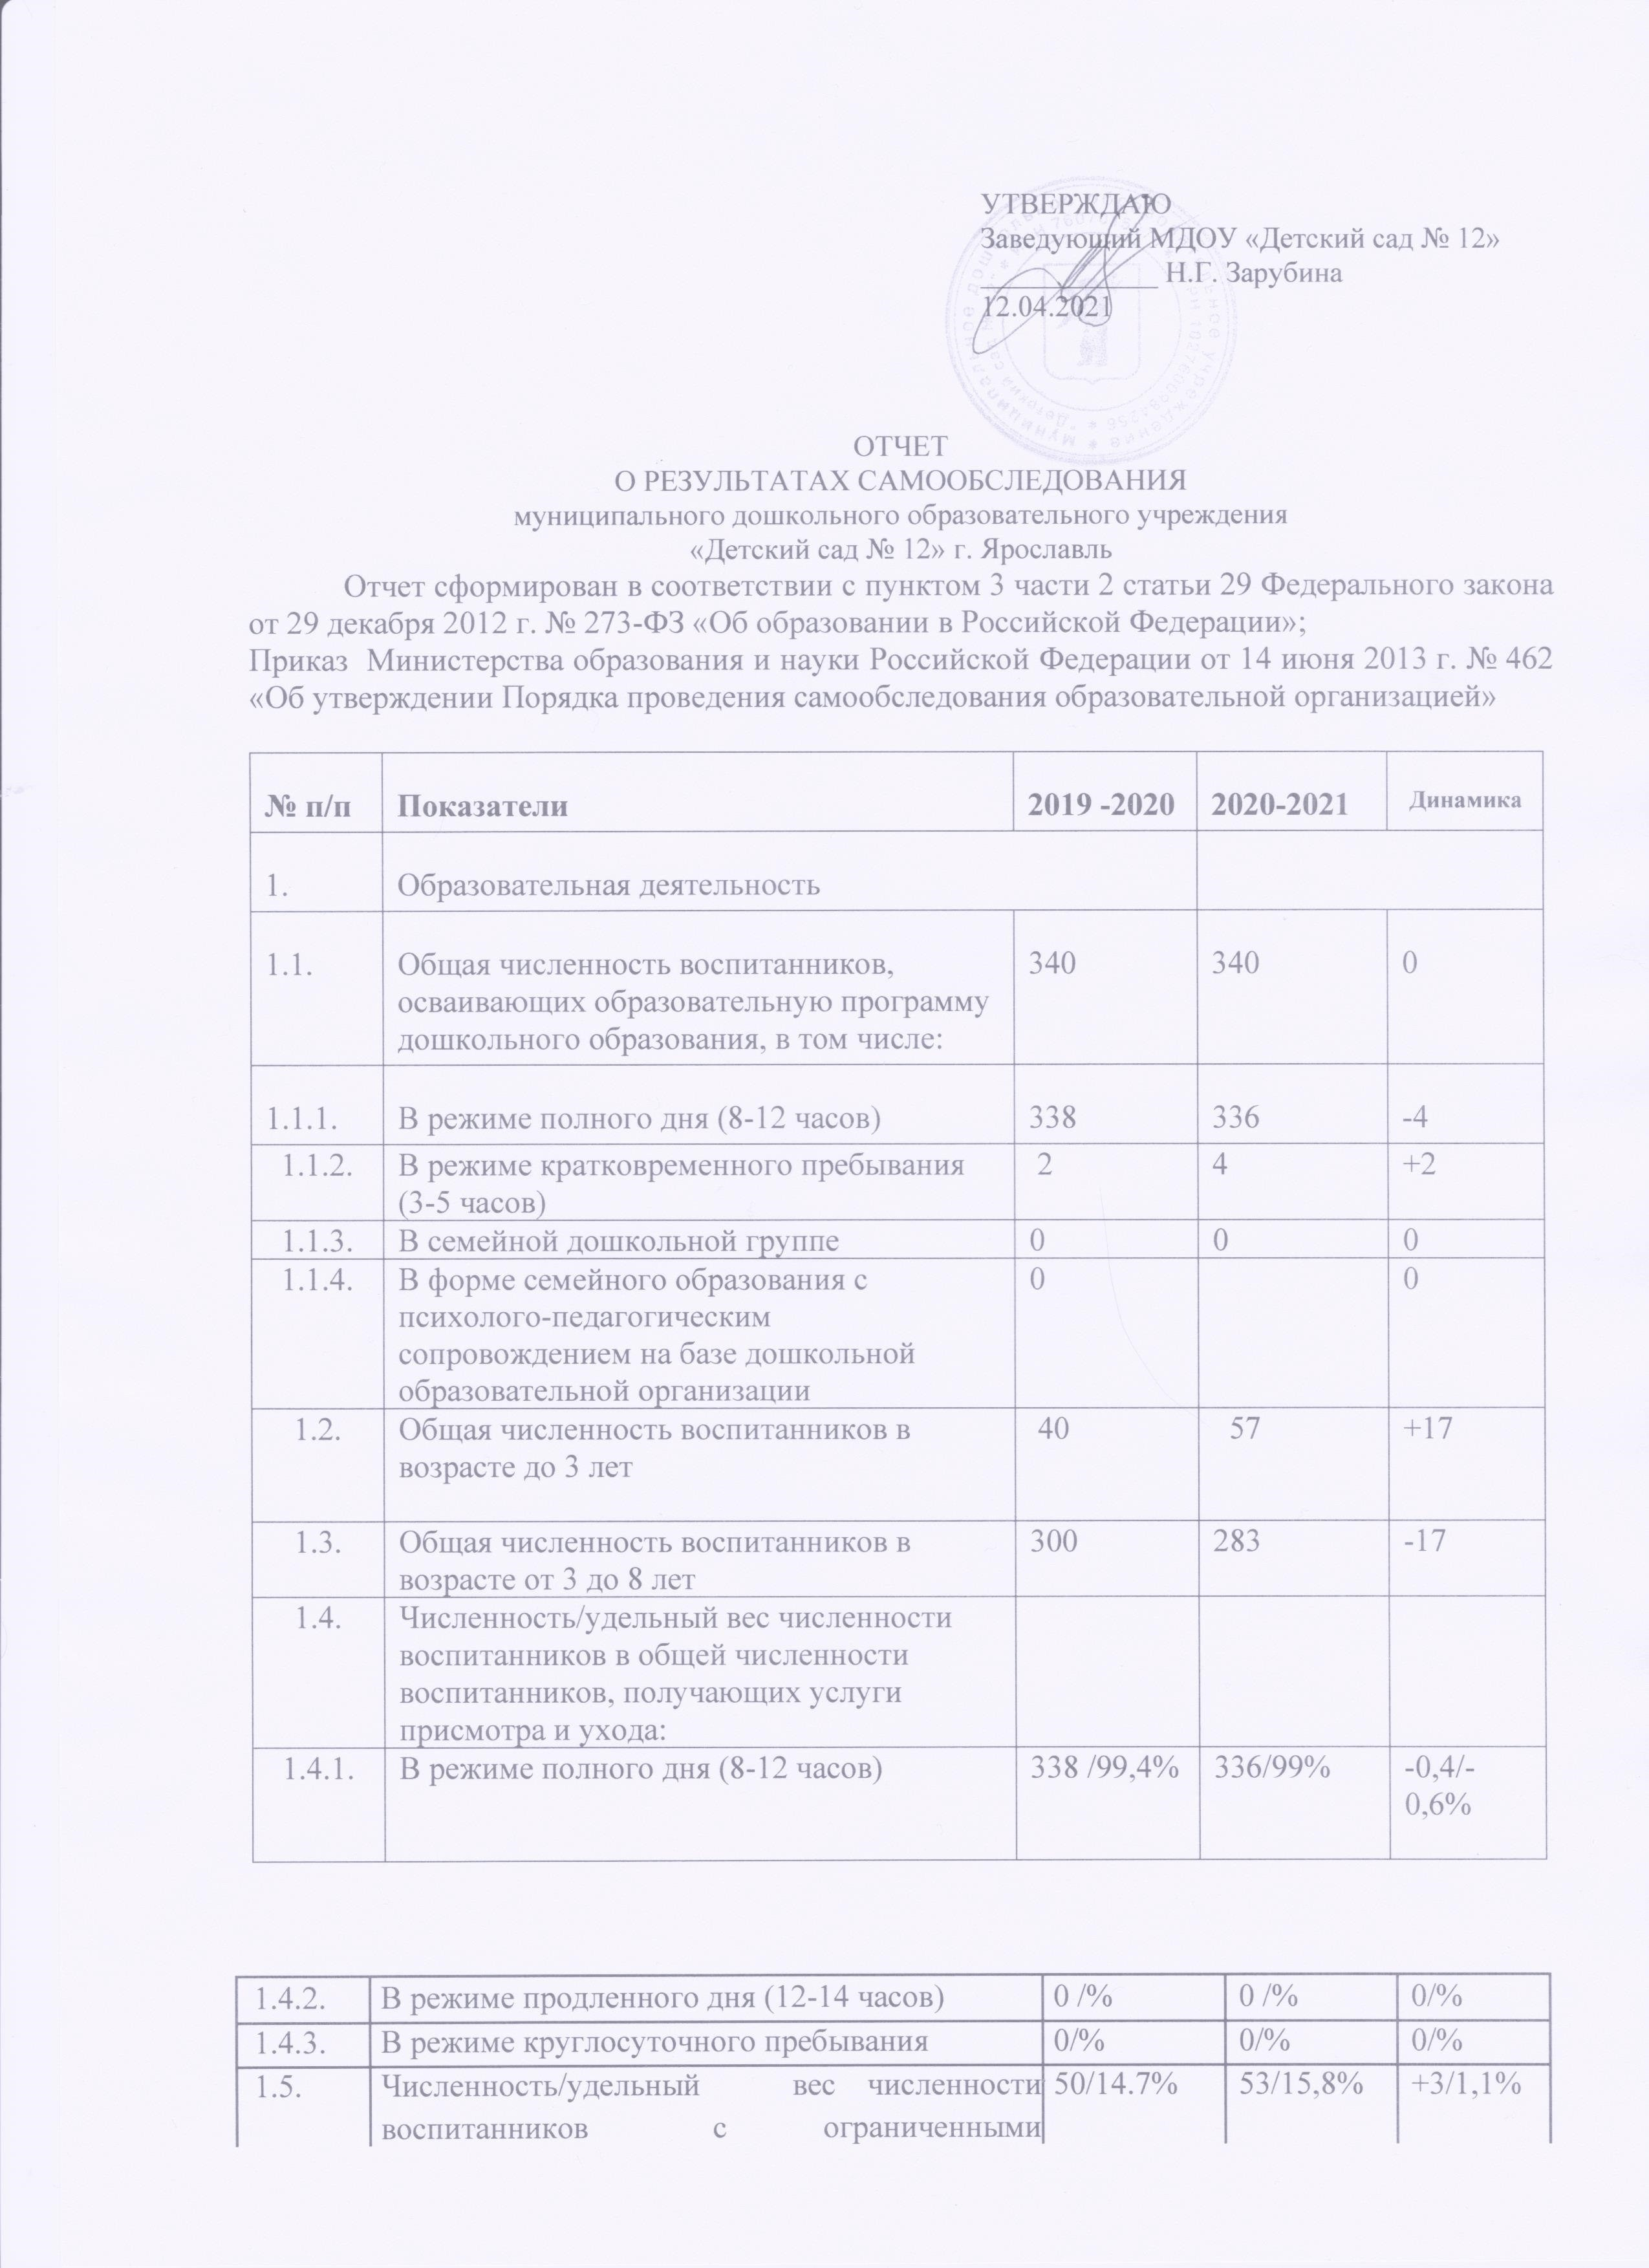 УТВЕРЖДАЮ
Заведующий МДОУ «Детский сад № 12»
____________ Н.Г. Зарубина
12.04.2021
ОТЧЕТ
О РЕЗУЛЬТАТАХ САМООБСЛЕДОВАНИЯ
муниципального дошкольного образовательного учреждения
«Детский сад № 12» г. Ярославль
Отчет сформирован в соответствии с пунктом 3 части 2 статьи 29 Федерального закона
от 29 декабря 2012 г. № 273-ФЗ «Об образовании в Российской Федерации»;
Приказ Министерства образования и науки Российской Федерации от 14 июня 2013 г. № 462
«Об утверждении Порядка проведения самообследования образовательной организацией»
№ п/п Показатели 2019 -2020 2020-2021 Динамика
1. Образовательная деятельность
1.1. Общая численность воспитанников, 340 340 0
осваивающих образовательную программу
дошкольного образования, в том числе:
1.1.1. В режиме полного дня (8-12 часов) 338 336 -4
1.1.2. В режиме кратковременного пребывания 2 4 +2
(3-5 часов)
1.1.3. В семейной дошкольной группе 0 0 0
1.1.4. В форме семейного образования с 0 0
психолого-педагогическим
сопровождением на базе дошкольной
образовательной организации
1.2. Общая численность воспитанников в 40 57 +17
возрасте до 3 лет
1.3. Общая численность воспитанников в 300 283 -17
возрасте от 3 до 8 лет
1.4. Численность/удельный вес численности
воспитанников в общей численности
воспитанников, получающих услуги
присмотра и ухода:
1.4.1. В режиме полного дня (8-12 часов) 338 /99,4% 336/99% -0,4/-
0,6%
1.4.2. В режиме продленного дня (12-14 часов) 0 /% 0 /% 0/%
1.4.3. В режиме круглосуточного пребывания 0/% 0/% 0/%
1.5. Численность/удельный вес численности 50/14.7% 53/15,8% +3/1,1%
воспитанников с ограниченными